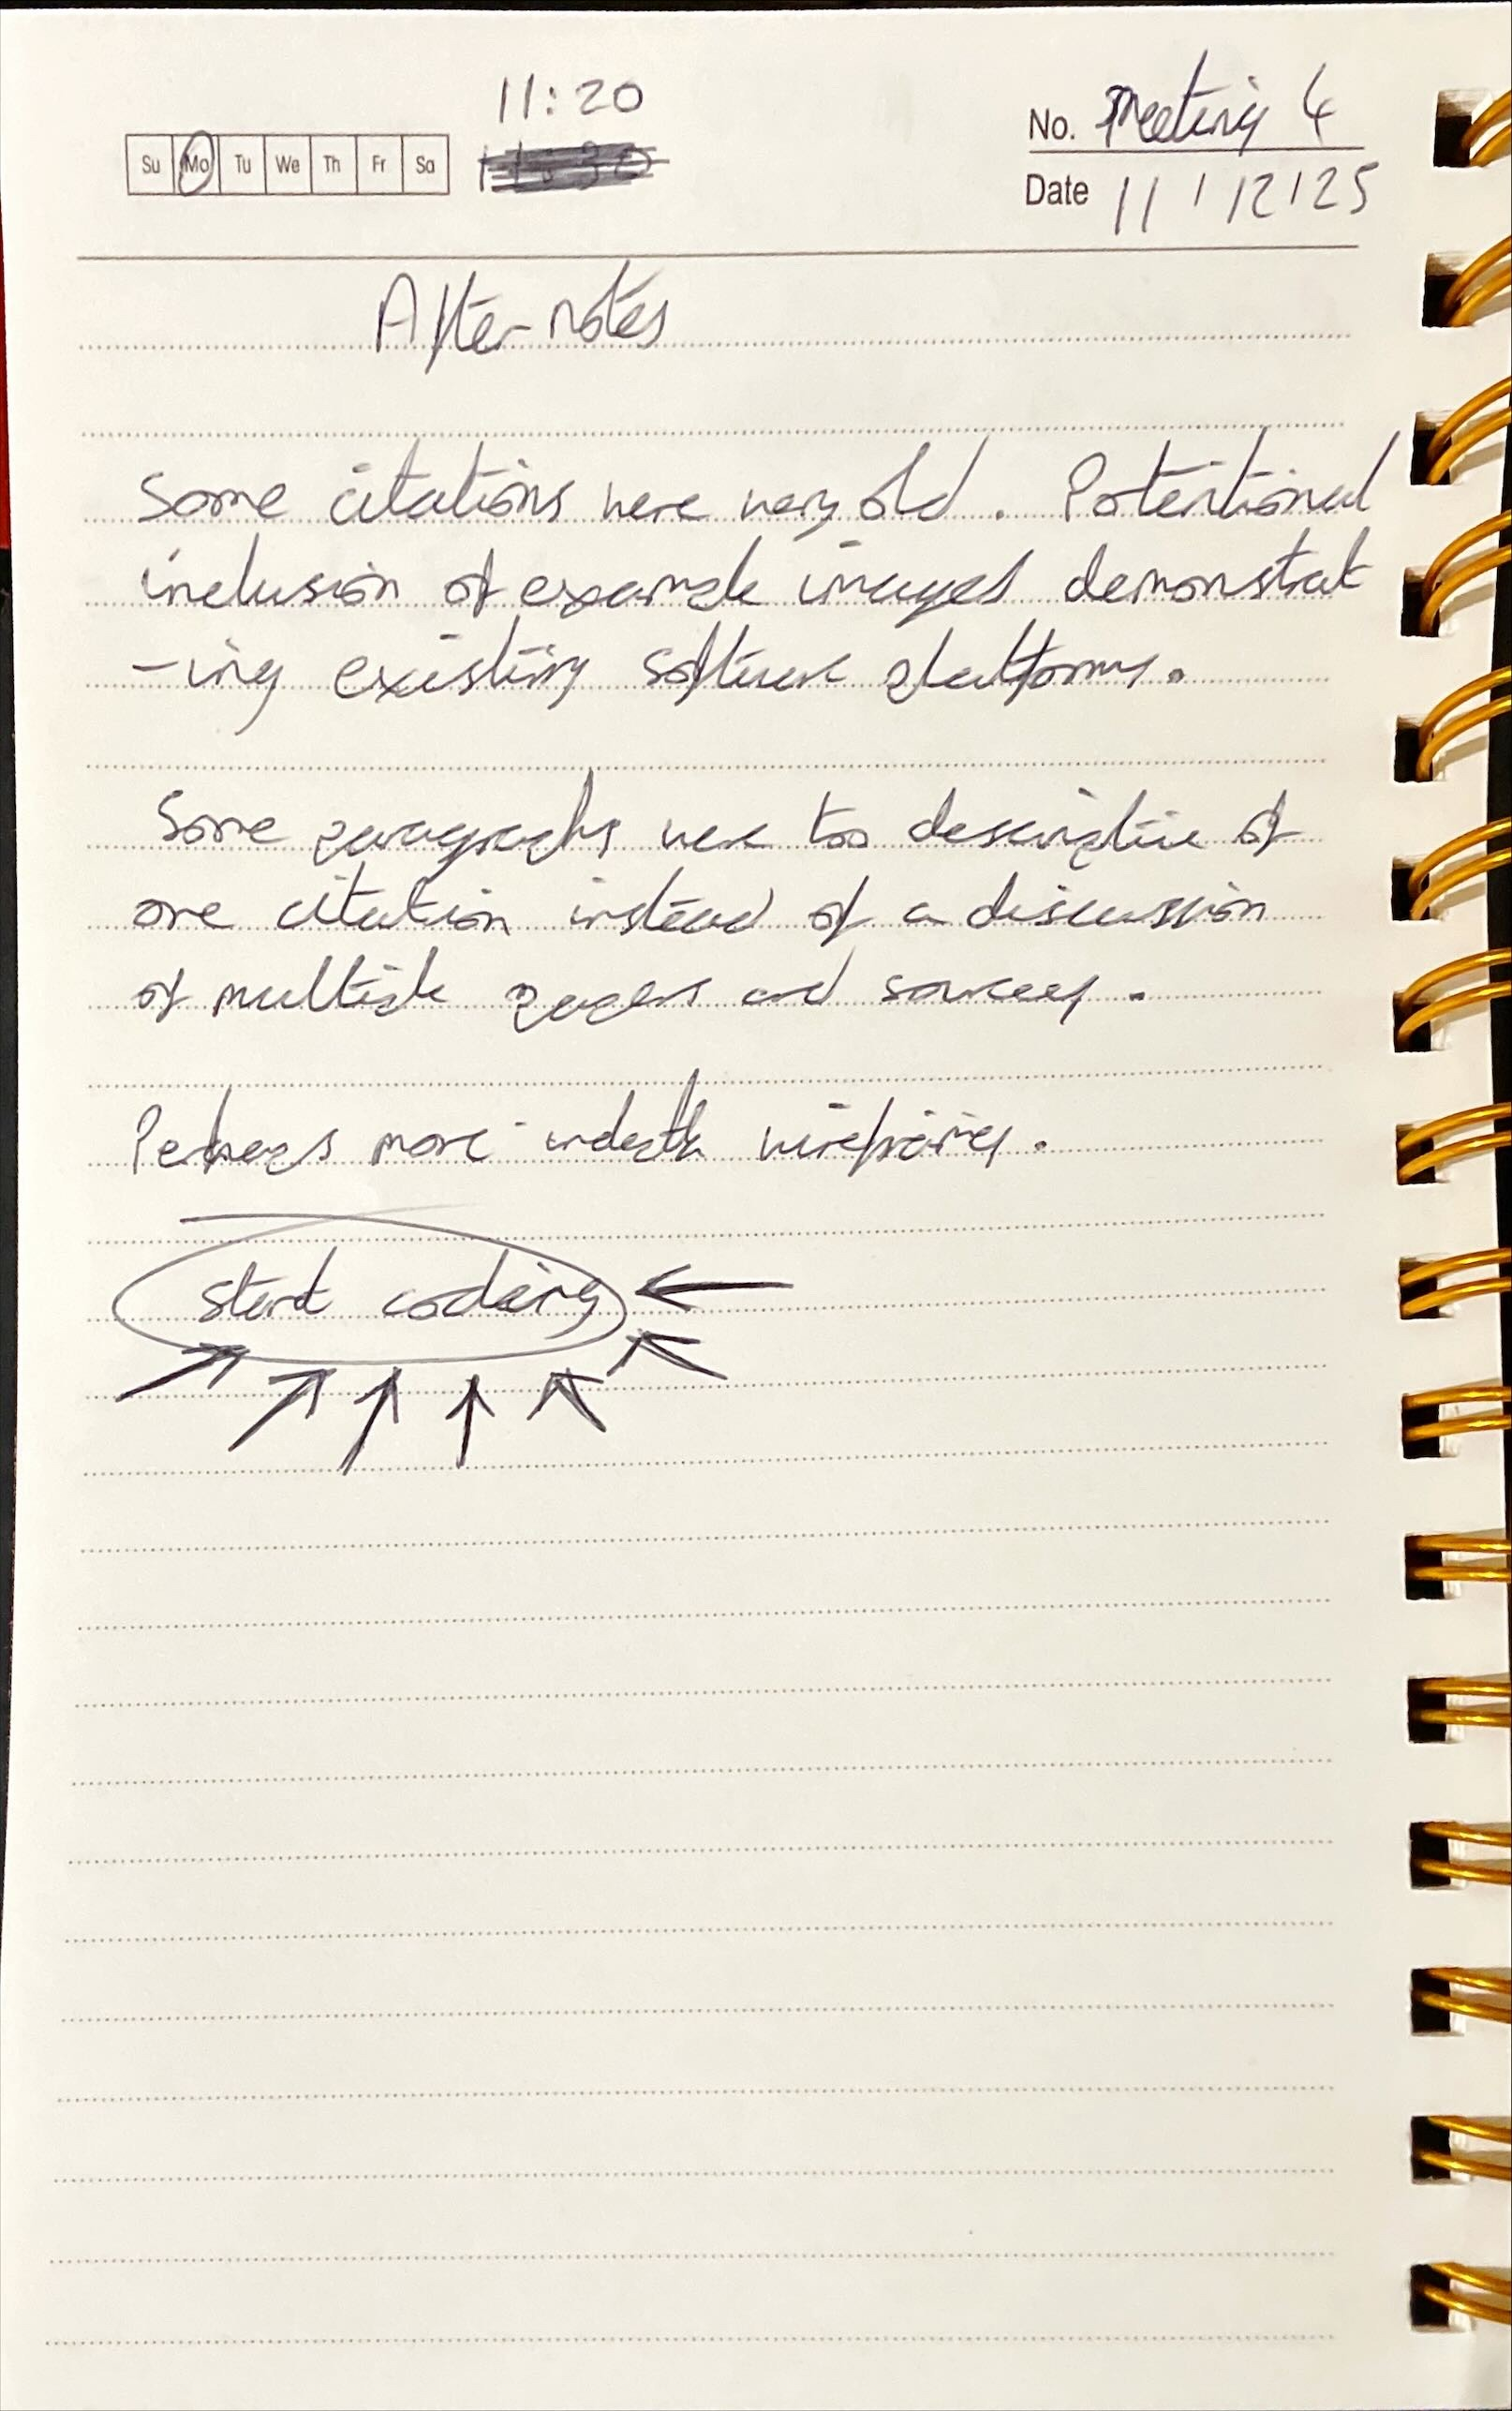 11:20
Su Mo Tu We Th Fr Sa
No. Meeting 4
Date 11/12/25
After notes
Some citations were very old. Potentional
inclusion of example images demonstrat
-ing existing software platforms.
Some paragraphs were too descriptive of
one citation instead of a discussion
of multiple papers and sources.
Perhaps more indepth
start coding